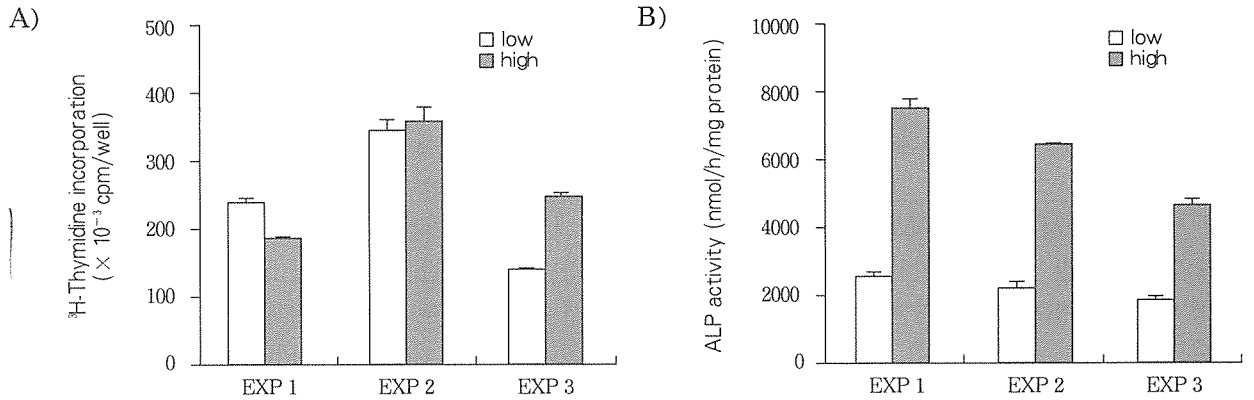 A)
³H-Thymidine incorporation
(× 10⁻³ cpm/well)
500
400
300
200
100
0
low
high
EXP 1
EXP 2
EXP 3
B)
ALP activity (nmol/h/mg protein)
10000
8000
6000
4000
2000
0
low
high
EXP 1
EXP 2
EXP 3